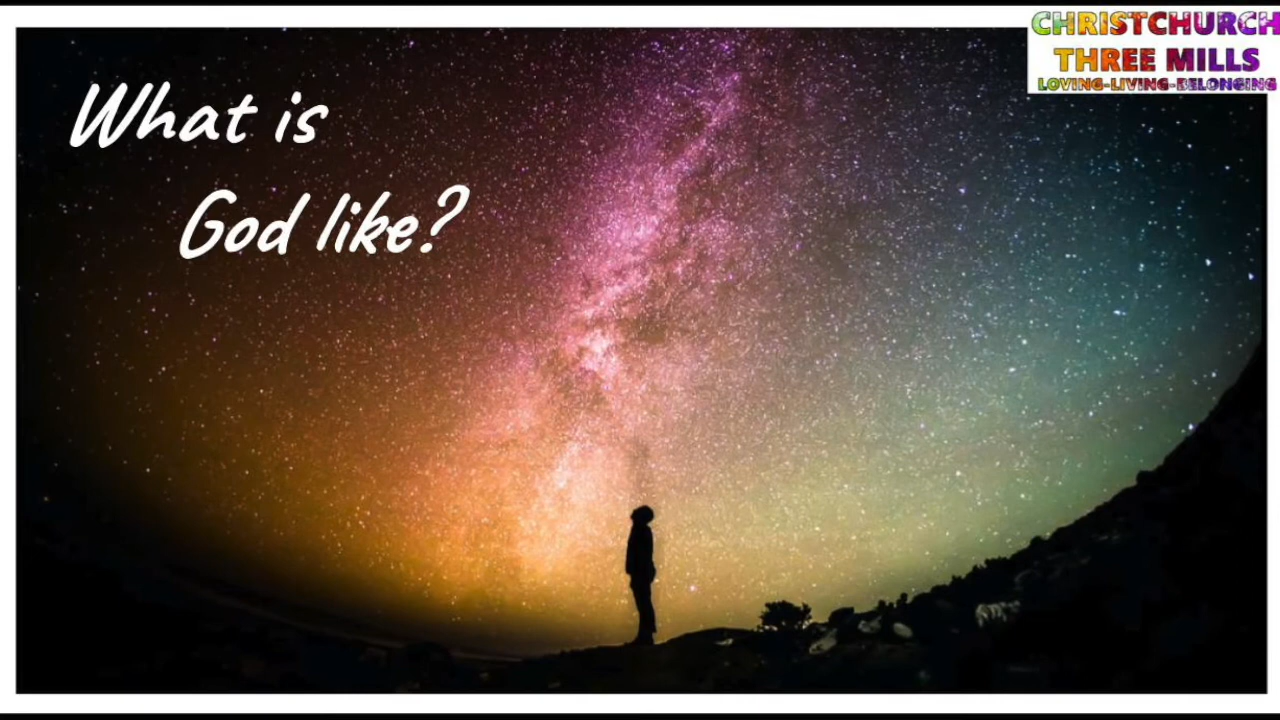 What is
God like?
CHRISTCHURCH
THREE MILLS
LOVING-LIVING-BELONGING